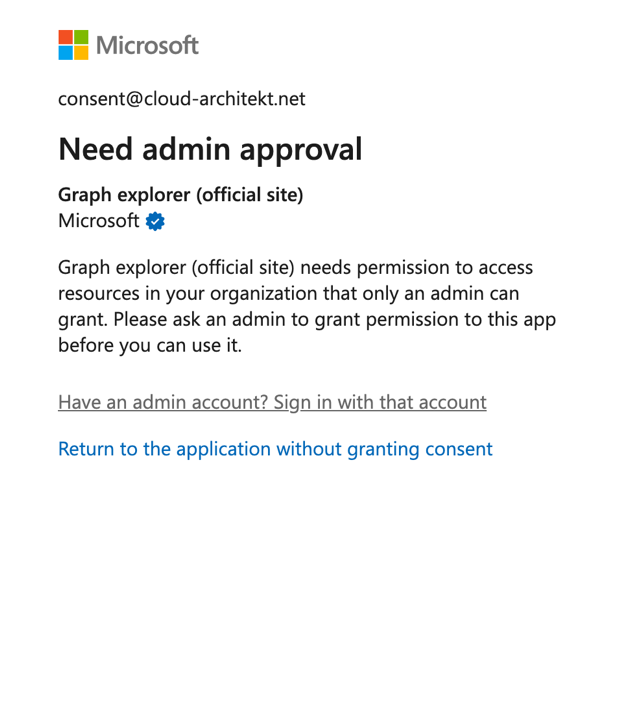 Microsoft
consent@cloud-architekt.net
Need admin approval
Graph explorer (official site)
Microsoft
Graph explorer (official site) needs permission to access
resources in your organization that only an admin can
grant. Please ask an admin to grant permission to this app
before you can use it.
Have an admin account? Sign in with that account
Return to the application without granting consent